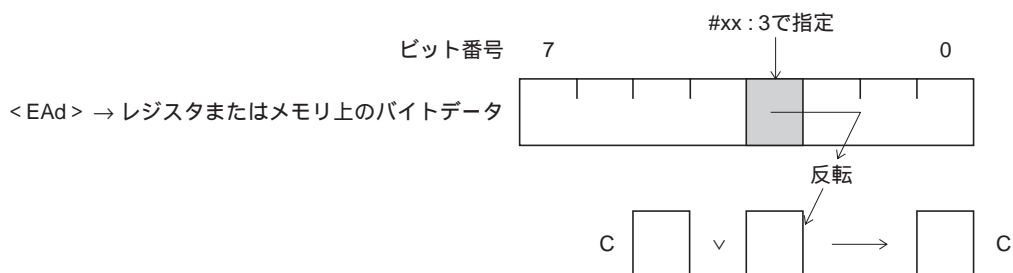 #xx : 3で指定
ビット番号 7 0
< EAd > → レジスタまたはメモリ上のバイトデータ
反転
C ∨ → C